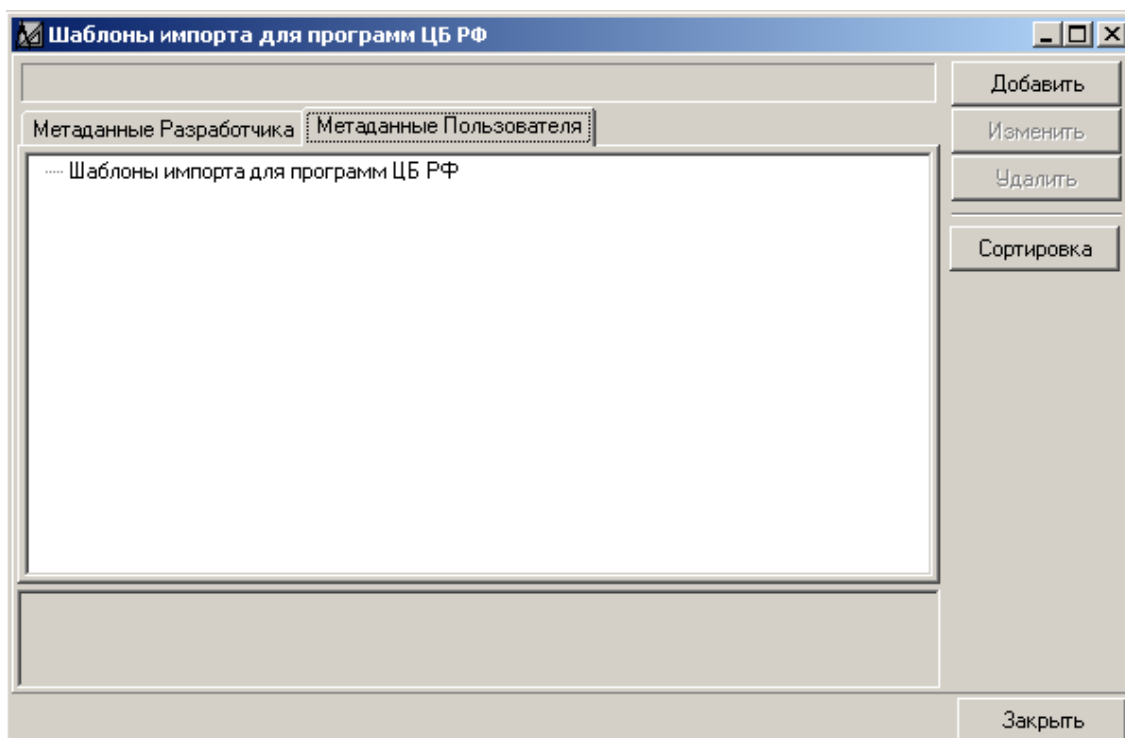 Шаблоны импорта для программ ЦБ РФ
Добавить
Метаданные Разработчика
Метаданные Пользователя
Изменить
Шаблоны импорта для программ ЦБ РФ
Удалить
Сортировка
Закрыть